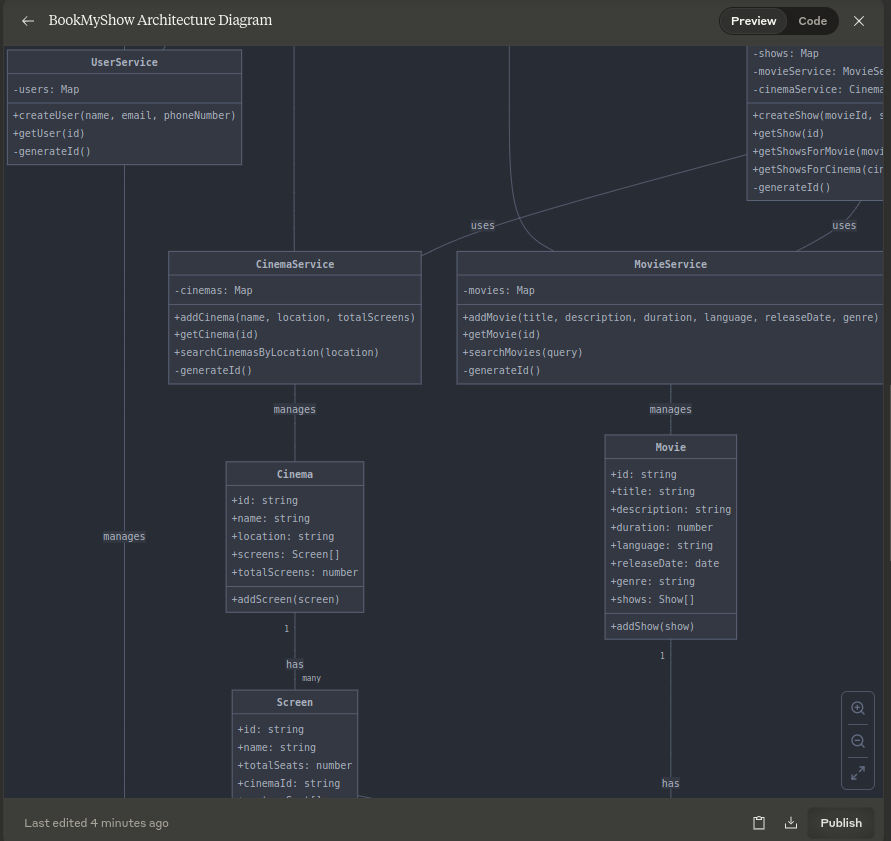 BookMyShow Architecture Diagram
Preview
Code
UserService
-users: Map
+createUser(name, email, phoneNumber)
+getUser(id)
-generateId()
-shows: Map
-movieService: MovieSe
-cinemaService: Cinema
+createShow(movieId, s
+getShow(id)
+getShowsForMovie(movi
+getShowsForCinema(cin
-generateId()
uses
uses
CinemaService
-cinemas: Map
+addCinema(name, location, totalScreens)
+getCinema(id)
+searchCinemasByLocation(location)
-generateId()
MovieService
-movies: Map
+addMovie(title, description, duration, language, releaseDate, genre)
+getMovie(id)
+searchMovies(query)
-generateId()
manages
manages
Cinema
+id: string
+name: string
+location: string
+screens: Screen[]
+totalScreens: number
+addScreen(screen)
Movie
+id: string
+title: string
+description: string
+duration: number
+language: string
+releaseDate: date
+genre: string
+shows: Show[]
+addShow(show)
manages
1
has
many
1
Screen
+id: string
+name: string
+totalSeats: number
+cinemaId: string
has
Last edited 4 minutes ago
Publish